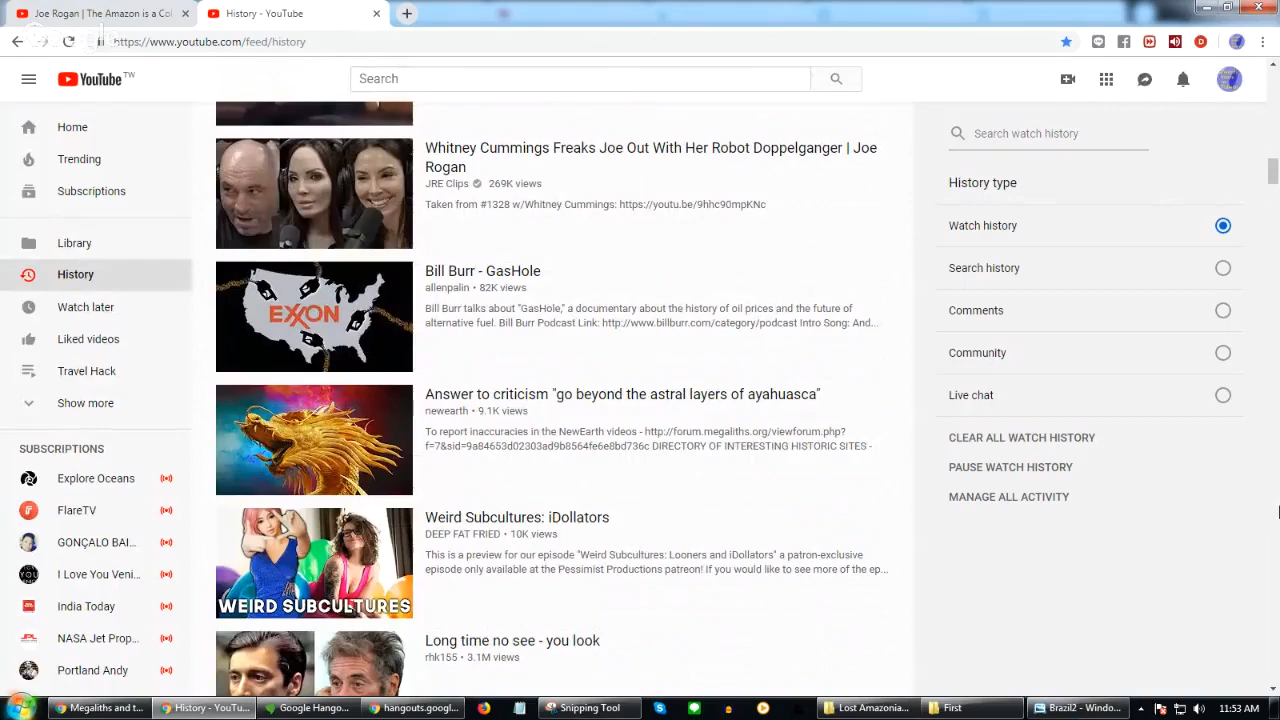 Joe Rogan | The Amazon is a Col
History - YouTube
https://www.youtube.com/feed/history
YouTube TW
Search
Home
Trending
Subscriptions
Library
History
Watch later
Liked videos
Travel Hack
Show more
SUBSCRIPTIONS
Explore Oceans
FlareTV
GONÇALO BAI...
I Love You Veni...
India Today
NASA Jet Prop...
Portland Andy
Whitney Cummings Freaks Joe Out With Her Robot Doppelganger | Joe
Rogan
JRE Clips 269K views
Taken from #1328 w/Whitney Cummings: https://youtu.be/9hhc90mpKNc
EXXON
Bill Burr - GasHole
allenpalin • 82K views
Bill Burr talks about "GasHole," a documentary about the history of oil prices and the future of
alternative fuel. Bill Burr Podcast Link: http://www.billburr.com/category/podcast Intro Song: And...
Answer to criticism "go beyond the astral layers of ayahuasca"
newearth • 9.1K views
To report inaccuracies in the NewEarth videos - http://forum.megaliths.org/viewforum.php?
f=7&sid=9a84653d02303ad9b8564fe6e8bd736c DIRECTORY OF INTERESTING HISTORIC SITES -
WEIRD SUBCULTURES
Weird Subcultures: iDollators
DEEP FAT FRIED • 10K views
This is a preview for our episode "Weird Subcultures: Looners and iDollators" a patron-exclusive
episode only available at the Pessimist Productions patreon! If you would like to see more of the ep...
Long time no see - you look
rhk155 • 3.1M views
Search watch history
History type
Watch history
Search history
Comments
Community
Live chat
CLEAR ALL WATCH HISTORY
PAUSE WATCH HISTORY
MANAGE ALL ACTIVITY
Megaliths and t...
History - YouTu...
Google Hango...
hangouts.googl...
Snipping Tool
Lost Amazonia...
First
Brazil2 - Windo...
11:53 AM